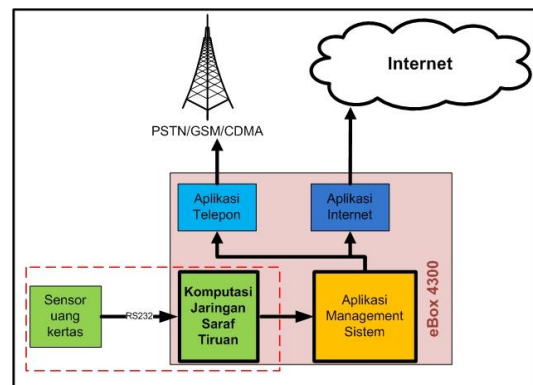 Internet
PSTN/GSM/CDMA
Aplikasi
Telepon
Aplikasi
Internet
Sensor
uang
kertas
RS232
Komputasi
Jaringan
Saraf
Tiruan
Aplikasi
Management
Sistem
eBox 4300